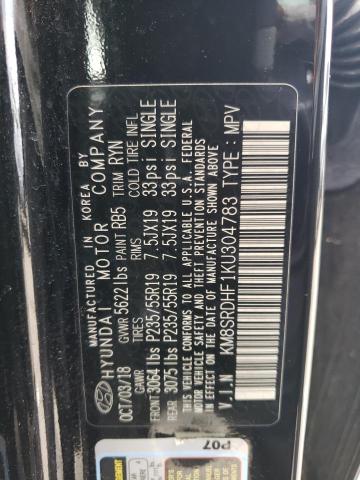 MANUFACTURED IN KOREA BY
HYUNDAI MOTOR COMPANY
OCT/03/18 GVWR 5622 lbs PAINT RB5 TRIM RYN
GAWR COLD TIRE INFL
FRONT 3064 lbs P235/55R19 7.5JX19 33psi SINGLE
REAR 3075 lbs P235/55R19 7.5JX19 33psi SINGLE
THIS VEHICLE CONFORMS TO ALL APPLICABLE U.S.A. FEDERAL
MOTOR VEHICLE SAFETY, BUMPER AND THEFT PREVENTION STANDARDS
IN EFFECT ON THE DATE OF MANUFACTURE SHOWN ABOVE
V.I.N KM8SRDHF1KU304783 TYPE: MPV
P07